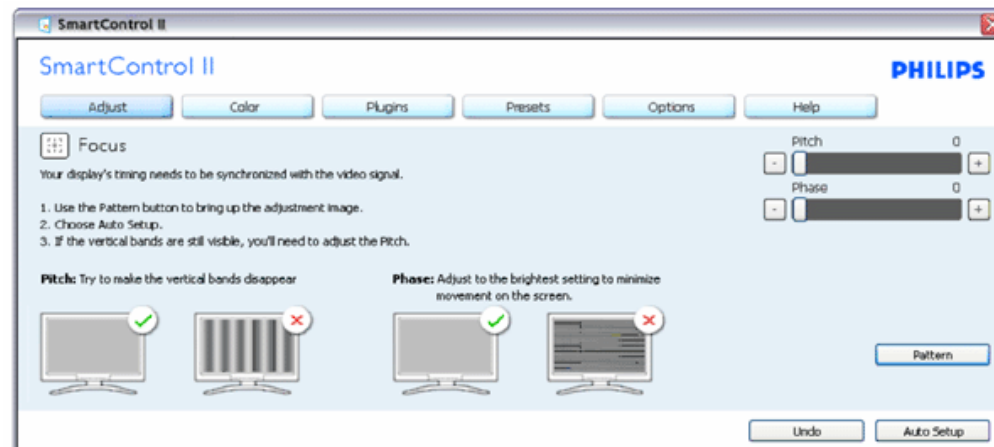 SmartControl II
SmartControl II
PHILIPS
Adjust Color Plugins Presets Options Help
Focus
Your display's timing needs to be synchronized with the video signal.
1. Use the Pattern button to bring up the adjustment image.
2. Choose Auto Setup.
3. If the vertical bands are still visible, you'll need to adjust the Pitch.
Pitch 0
- +
Phase 0
- +
Pitch: Try to make the vertical bands disappear
Phase: Adjust to the brightest setting to minimize
movement on the screen.
Pattern
Undo Auto Setup